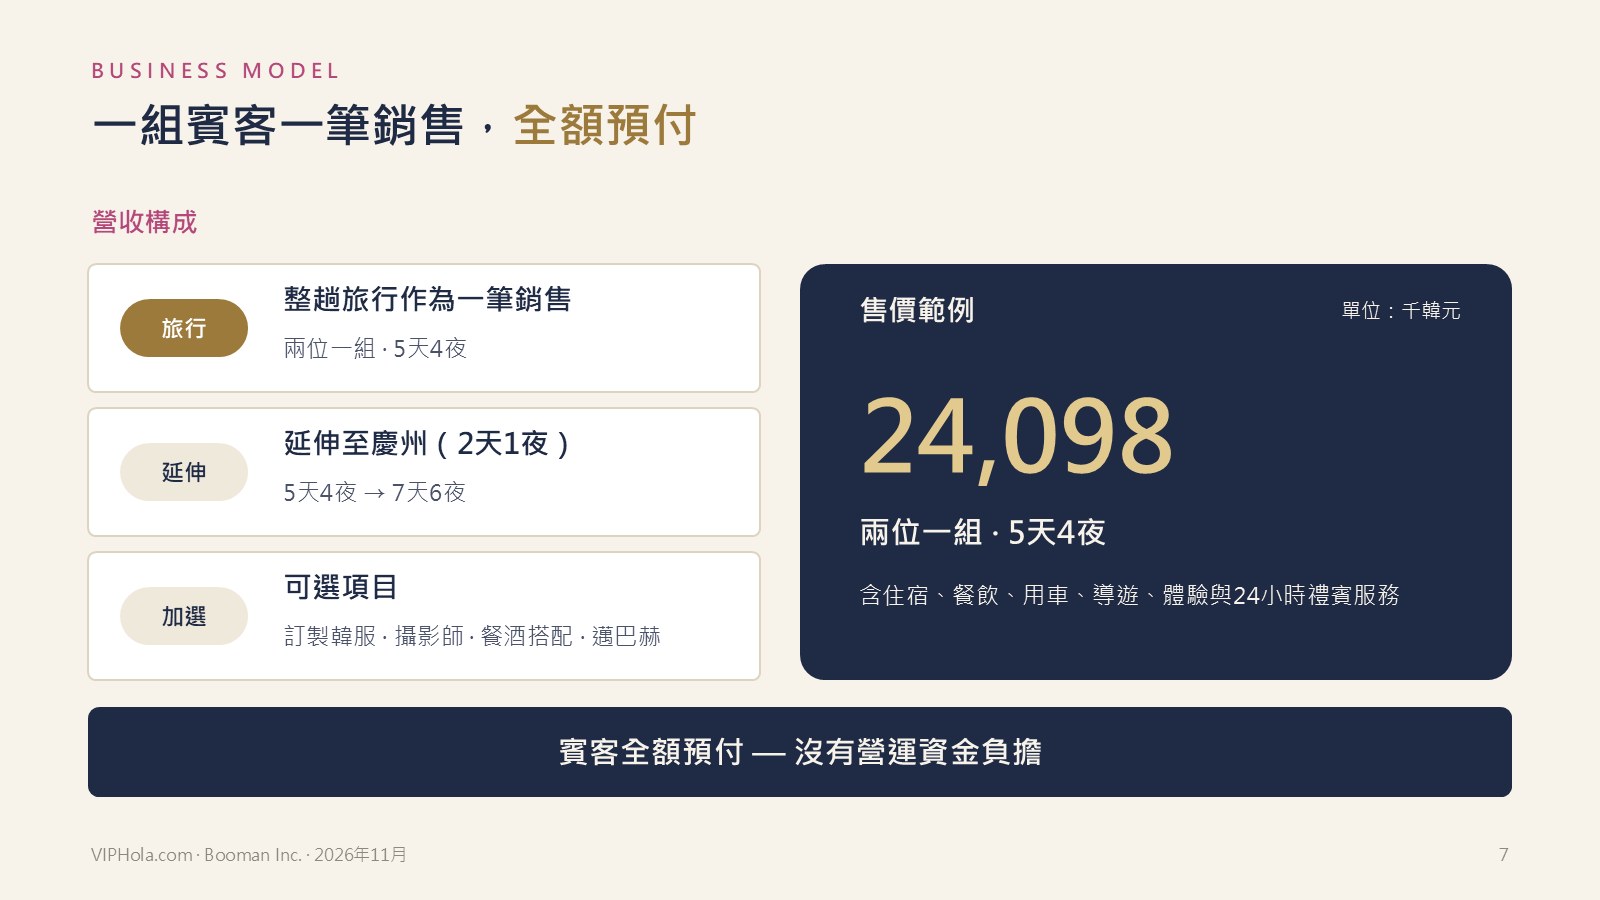 BUSINESS MODEL
一組賓客一筆銷售，全額預付
營收構成
旅行
整趟旅行作為一筆銷售
兩位一組 · 5天4夜
延伸
延伸至慶州（2天1夜）
5天4夜 → 7天6夜
加選
可選項目
訂製韓服 · 攝影師 · 餐酒搭配 · 邁巴赫
售價範例
單位：千韓元
24,098
兩位一組 · 5天4夜
含住宿、餐飲、用車、導遊、體驗與24小時禮賓服務
賓客全額預付 — 沒有營運資金負擔
VIPHola.com · Booman Inc. · 2026年11月
7